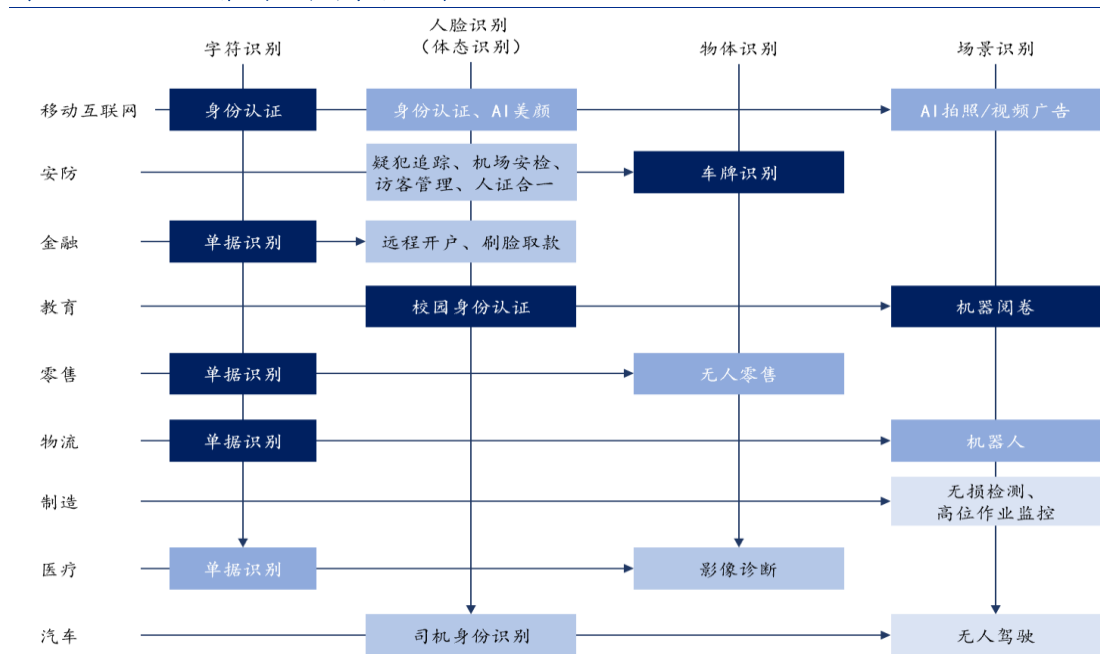 字符识别
人脸识别
（体态识别）
物体识别
场景识别
移动互联网
身份认证
身份认证、AI美颜
AI拍照/视频广告
安防
疑犯追踪、机场安检、
访客管理、人证合一
车牌识别
金融
单据识别
远程开户、刷脸取款
教育
校园身份认证
机器阅卷
零售
单据识别
无人零售
物流
单据识别
机器人
制造
无损检测、
高位作业监控
医疗
单据识别
影像诊断
汽车
司机身份识别
无人驾驶